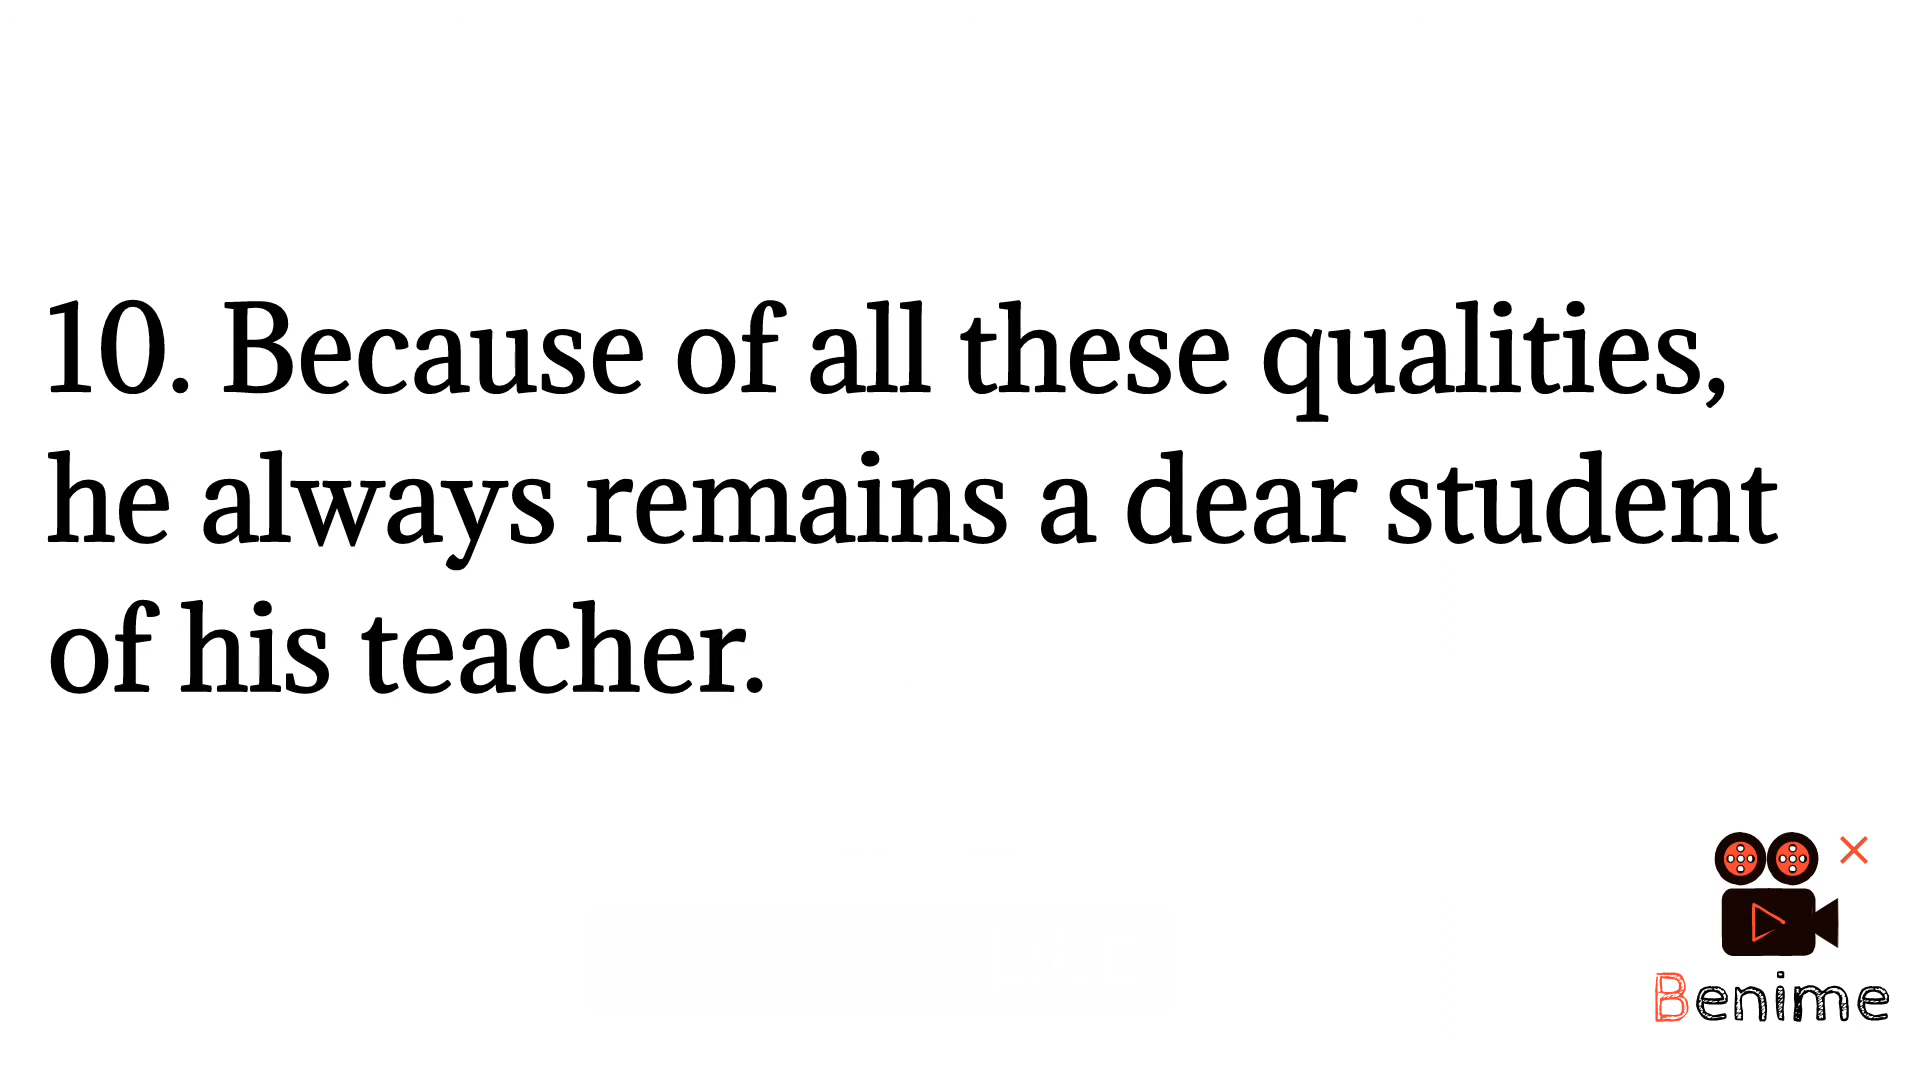 10. Because of all these qualities,
he always remains a dear student
of his teacher.
Benime